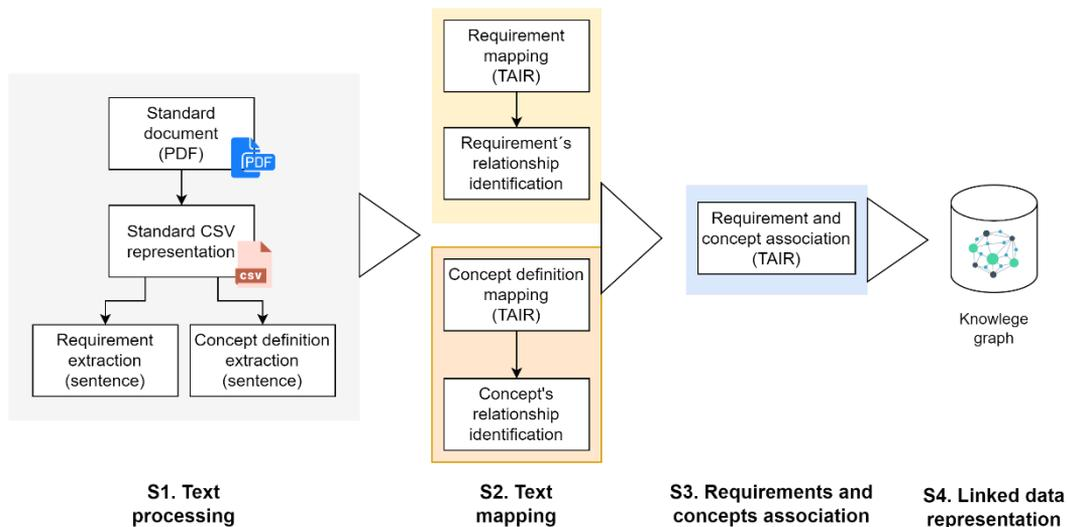 Standard
document
(PDF)
PDF
Standard CSV
representation
csv
Requirement
extraction
(sentence)
Concept definition
extraction
(sentence)
Requirement
mapping
(TAIR)
Requirement´s
relationship
identification
Concept definition
mapping
(TAIR)
Concept's
relationship
identification
Requirement and
concept association
(TAIR)
Knowlege
graph
S1. Text
processing
S2. Text
mapping
S3. Requirements and
concepts association
S4. Linked data
representation